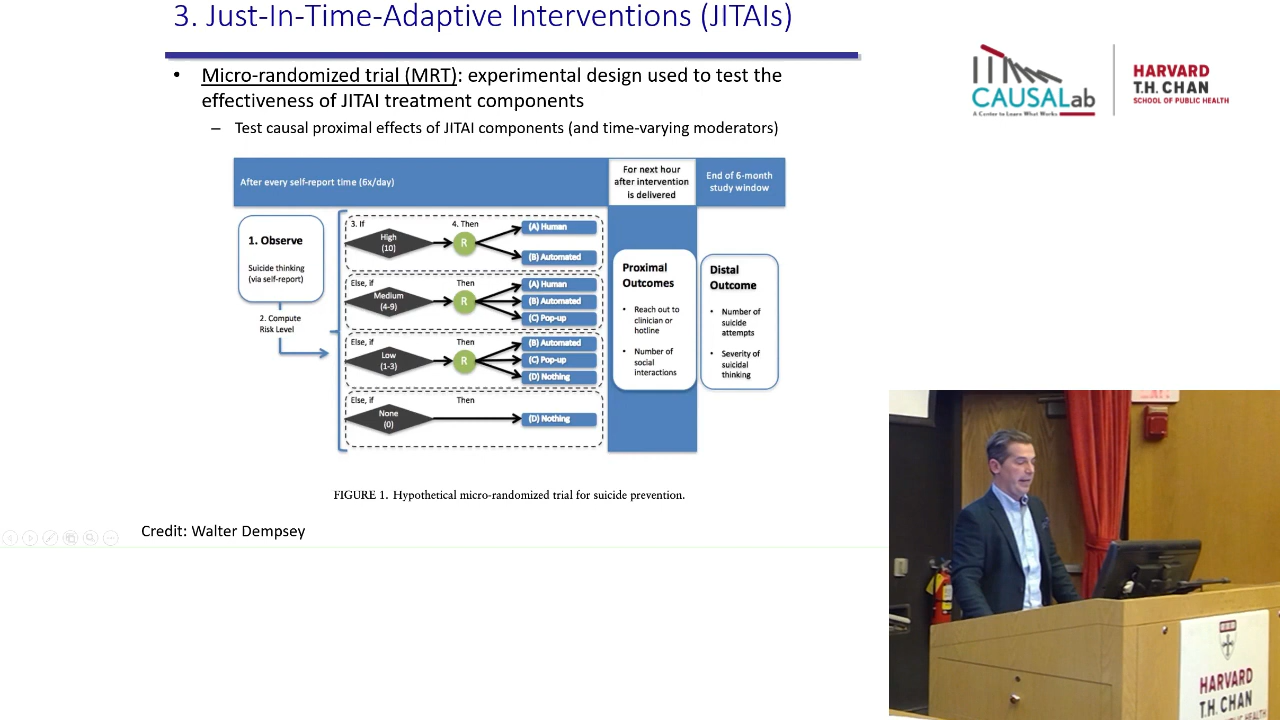 3. Just-In-Time-Adaptive Interventions (JITAIs)
• Micro-randomized trial (MRT): experimental design used to test the
effectiveness of JITAI treatment components
– Test causal proximal effects of JITAI components (and time-varying moderators)
After every self-report time (6x/day)
For next hour
after intervention
is delivered
End of 6-month
study window
1. Observe
Suicide thinking
(via self-report)
2. Compute
Risk Level
3. If
4. Then
High
(10)
R
(A) Human
(B) Automated
Else, if
Then
Medium
(4-9)
R
(A) Human
(B) Automated
(C) Pop-up
Else, if
Then
Low
(1-3)
R
(B) Automated
(C) Pop-up
(D) Nothing
Else, if
Then
None
(0)
(D) Nothing
Proximal
Outcomes
• Reach out to
clinician or
hotline
• Number of
social
interactions
Distal
Outcome
• Number of
suicide
attempts
• Severity of
suicidal
thinking
FIGURE 1. Hypothetical micro-randomized trial for suicide prevention.
Credit: Walter Dempsey
CAUSALab
A Center to Learn What Works
HARVARD
T.H. CHAN
SCHOOL OF PUBLIC HEALTH
HARVARD
T.H. CHAN